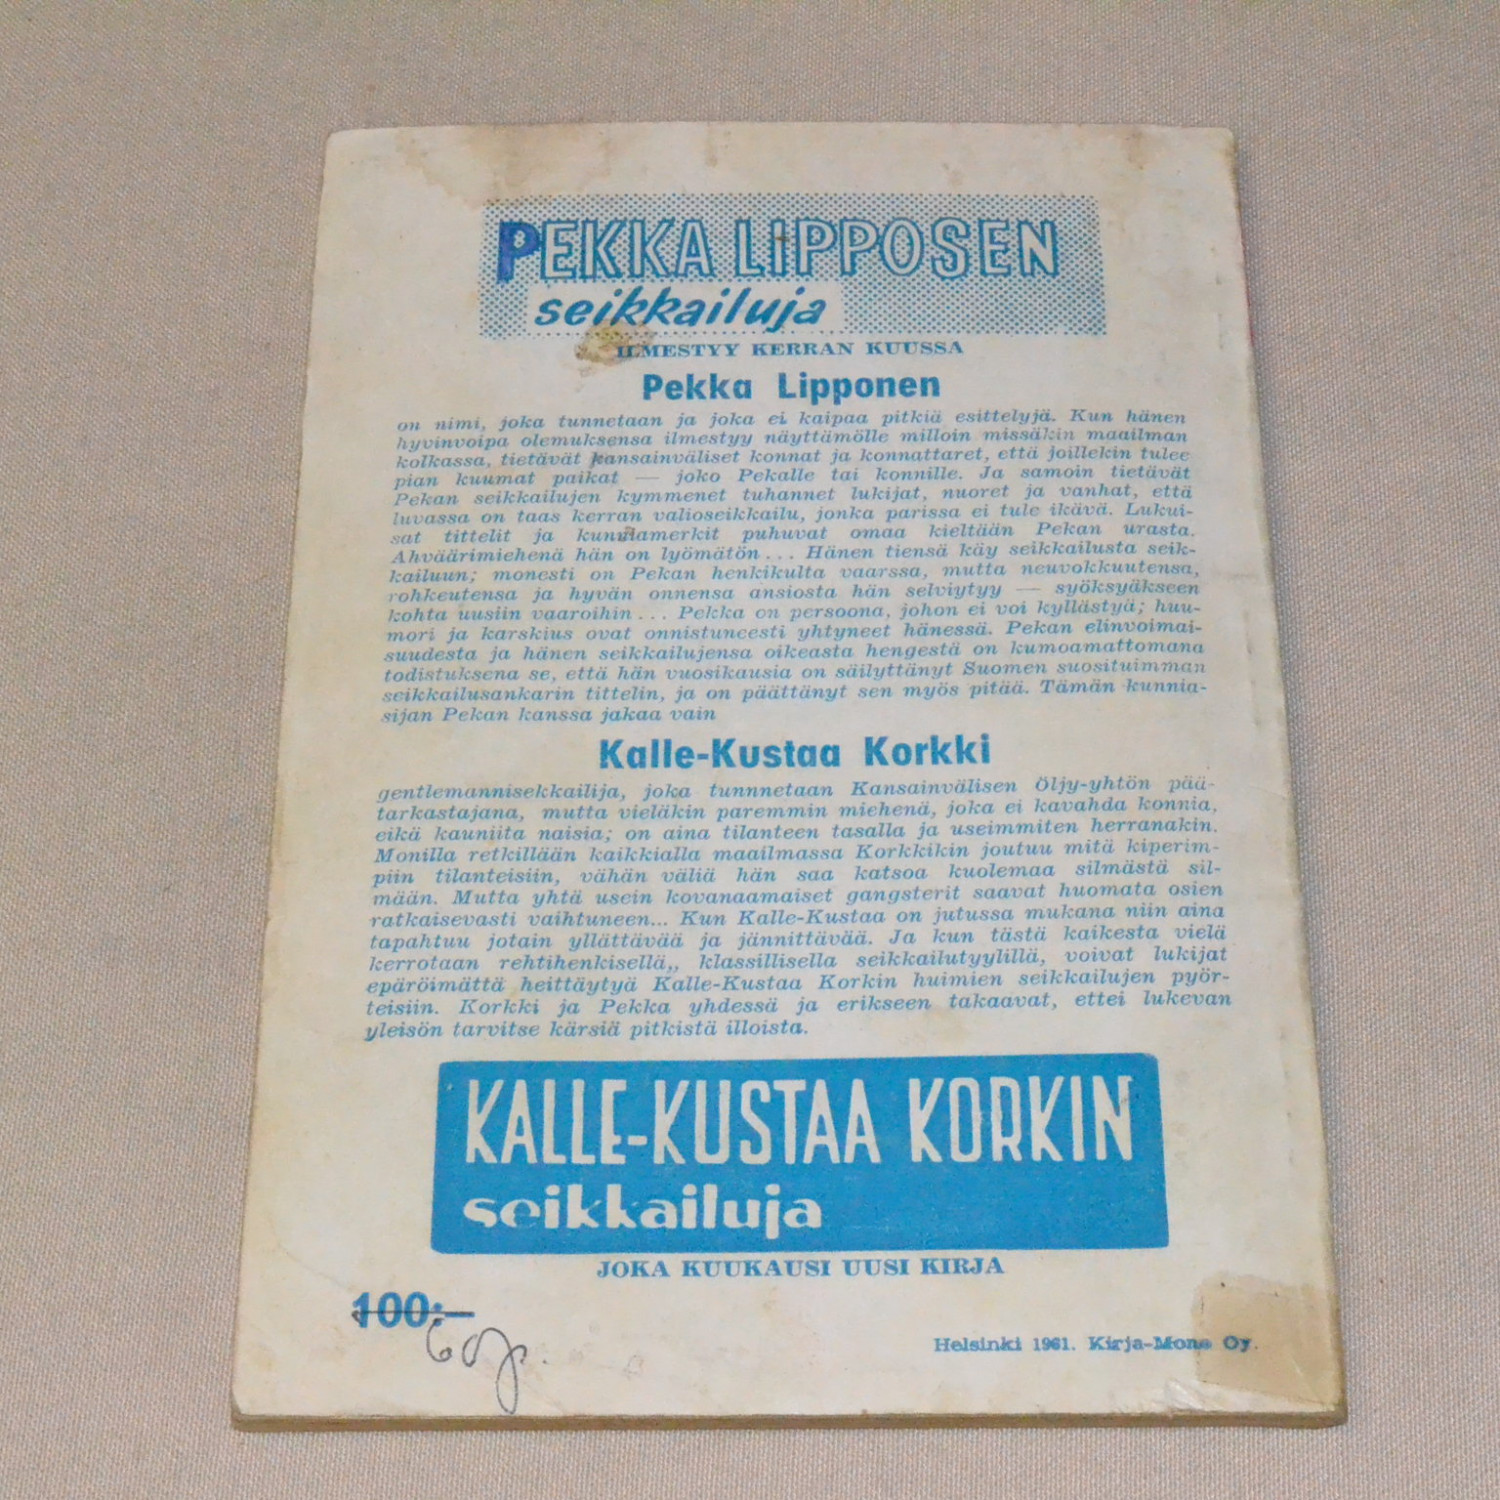 PEKKA LIPPOSEN
seikkailuja
ILMESTYY KERRAN KUUSSA
Pekka Lipponen
on nimi, joka tunnetaan ja joka ei kaipaa pitkiä esittelyjä. Kun hänen
hyvinvoipa olemuksensa ilmestyy näyttämölle milloin missäkin maailman
kolkassa, tietävät kansainväliset konnat ja konnattaret, että joillekin tulee
pian kuumat paikat — joko Pekalle tai konnille. Ja samoin tietävät
Pekan seikkailujen kymmenet tuhannet lukijat, nuoret ja vanhat, että
luvassa on taas kerran valioseikkailu, jonka parissa ei tule ikävä. Lukui-
sat tittelit ja kunniamerkit puhuvat omaa kieltään Pekan urasta.
Ahväärimiehenä hän on lyömätön... Hänen tiensä käy seikkailusta seik-
kailuun; monesti on Pekan henkikulta vaarssa, mutta neuvokkuutensa,
rohkeutensa ja hyvän onnensa ansiosta hän selviytyy — syöksyäkseen
kohta uusiin vaaroihin... Pekka on persoona, johon ei voi kyllästyä; huu-
mori ja karskius ovat onnistuneesti yhtyneet hänessä. Pekan elinvoimai-
suudesta ja hänen seikkailujensa oikeasta hengestä on kumoamattomana
todistuksena se, että hän vuosikausia on säilyttänyt Suomen suosituimman
seikkailusankarin tittelin, ja on päättänyt sen myös pitää. Tämän kunnia-
sijan Pekan kanssa jakaa vain
Kalle-Kustaa Korkki
gentlemannisekkailija, joka tunnnetaan Kansainvälisen Öljy-yhtön pää-
tarkastajana, mutta vieläkin paremmin miehenä, joka ei kavahda konnia,
eikä kauniita naisia; on aina tilanteen tasalla ja useimmiten herranakin.
Monilla retkillään kaikkialla maailmassa Korkkikin joutuu mitä kiperim-
piin tilanteisiin, vähän väliä hän saa katsoa kuolemaa silmästä sil-
mään. Mutta yhtä usein kovanaamaiset gangsterit saavat huomata osien
ratkaisevasti vaihtuneen... Kun Kalle-Kustaa on jutussa mukana niin aina
tapahtuu jotain yllättävää ja jännittävää. Ja kun tästä kaikesta vielä
kerrotaan rehtihenkisellä,, klassillisella seikkailutyylillä, voivat lukijat
epäröimättä heittäytyä Kalle-Kustaa Korkin huimien seikkailujen pyör-
teisiin. Korkki ja Pekka yhdessä ja erikseen takaavat, ettei lukevan
yleisön tarvitse kärsiä pitkistä illoista.
KALLE-KUSTAA KORKIN
seikkailuja
JOKA KUUKAUSI UUSI KIRJA
100:—
60p.
Helsinki 1961. Kirja-Mono Oy.